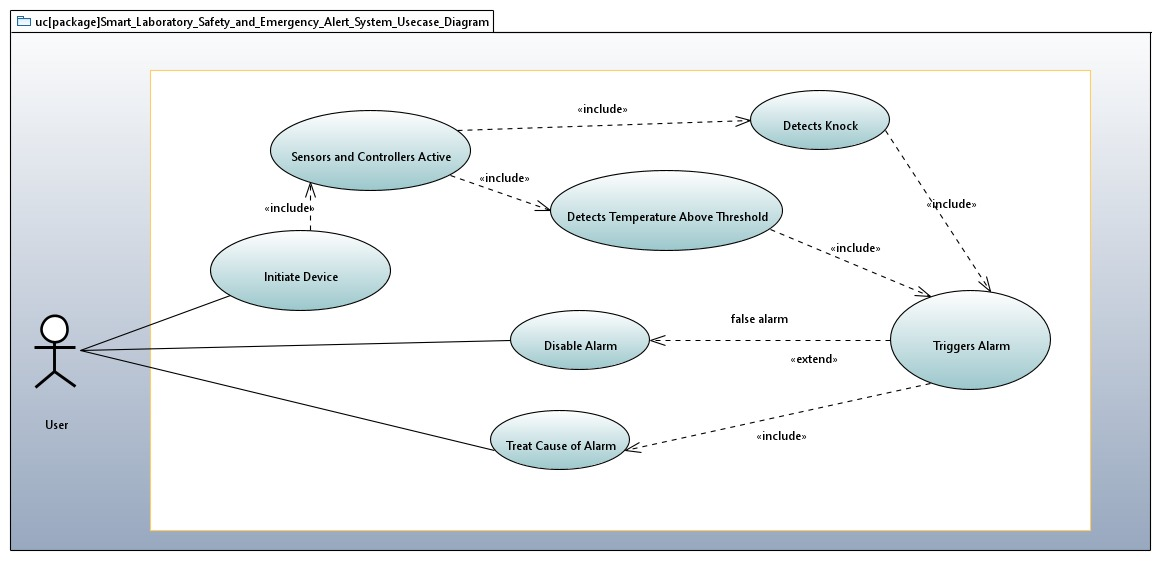 uc[package]Smart_Laboratory_Safety_and_Emergency_Alert_System_Usecase_Diagram
«include»
Detects Knock
Sensors and Controllers Active
«include»
«include»
«include»
Detects Temperature Above Threshold
«include»
Initiate Device
false alarm
Disable Alarm
Triggers Alarm
«extend»
User
«include»
Treat Cause of Alarm